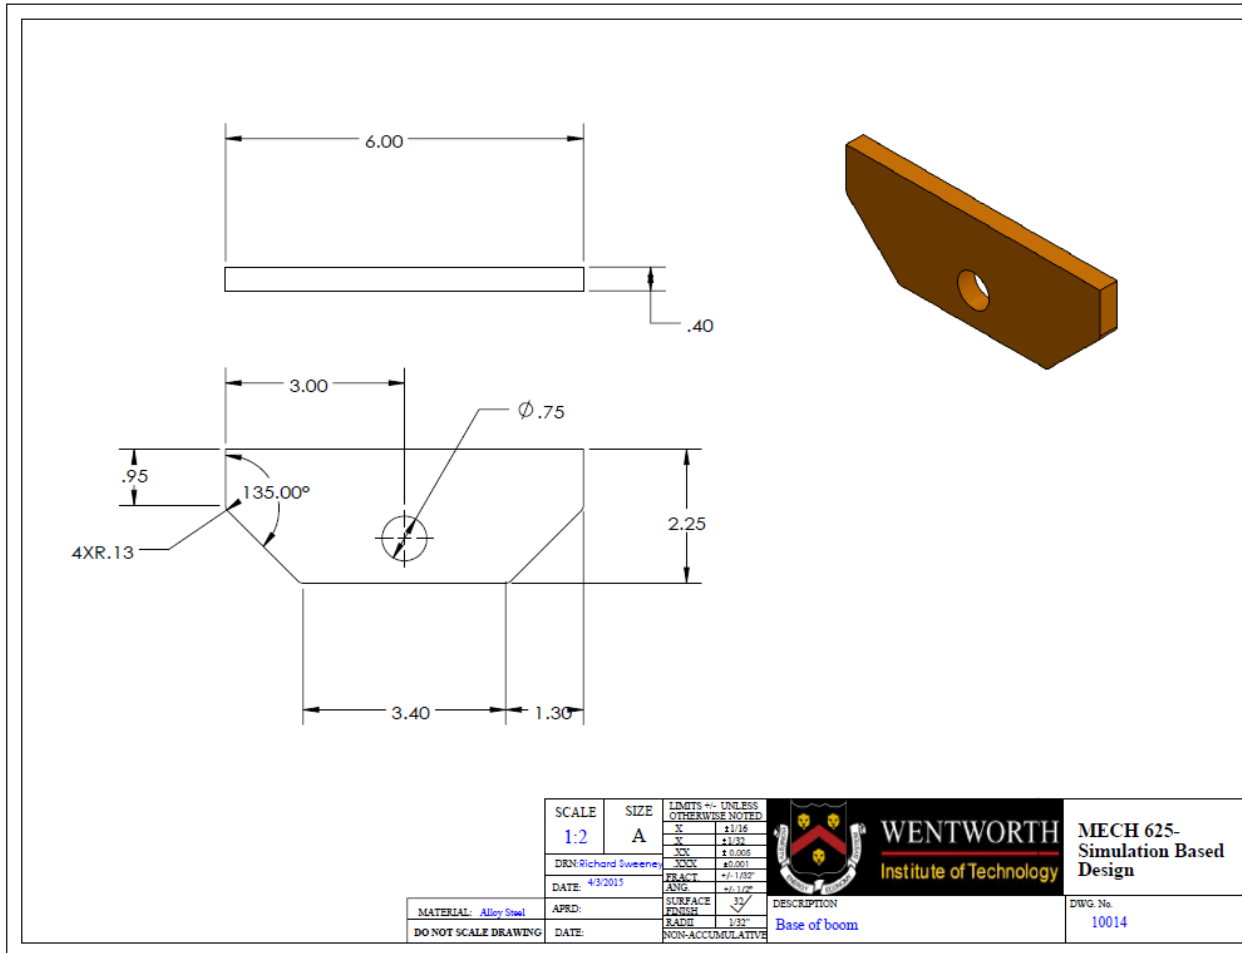 6.00
.40
3.00
Ø.75
.95
135.00°
2.25
4XR.13
3.40
1.30
SCALE
1:2
SIZE
A
LIMITS +/- UNLESS
OTHERWISE NOTED
X ±1/16
X ±1/32
.XX ± 0.005
.XXX ±0.001
FRACT. +/- 1/32"
ANG. +/- 1/2°
SURFACE
FINISH 32
RADII 1/32"
NON-ACCUMULATIVE
DRN: Richard Sweeney
DATE: 4/3/2015
APRD:
DATE:
MATERIAL: Alloy Steel
DO NOT SCALE DRAWING
HONESTY
ENERGY
ECONOMY
WENTWORTH
Institute of Technology
MECH 625-
Simulation Based
Design
DESCRIPTION
Base of boom
DWG. No.
10014